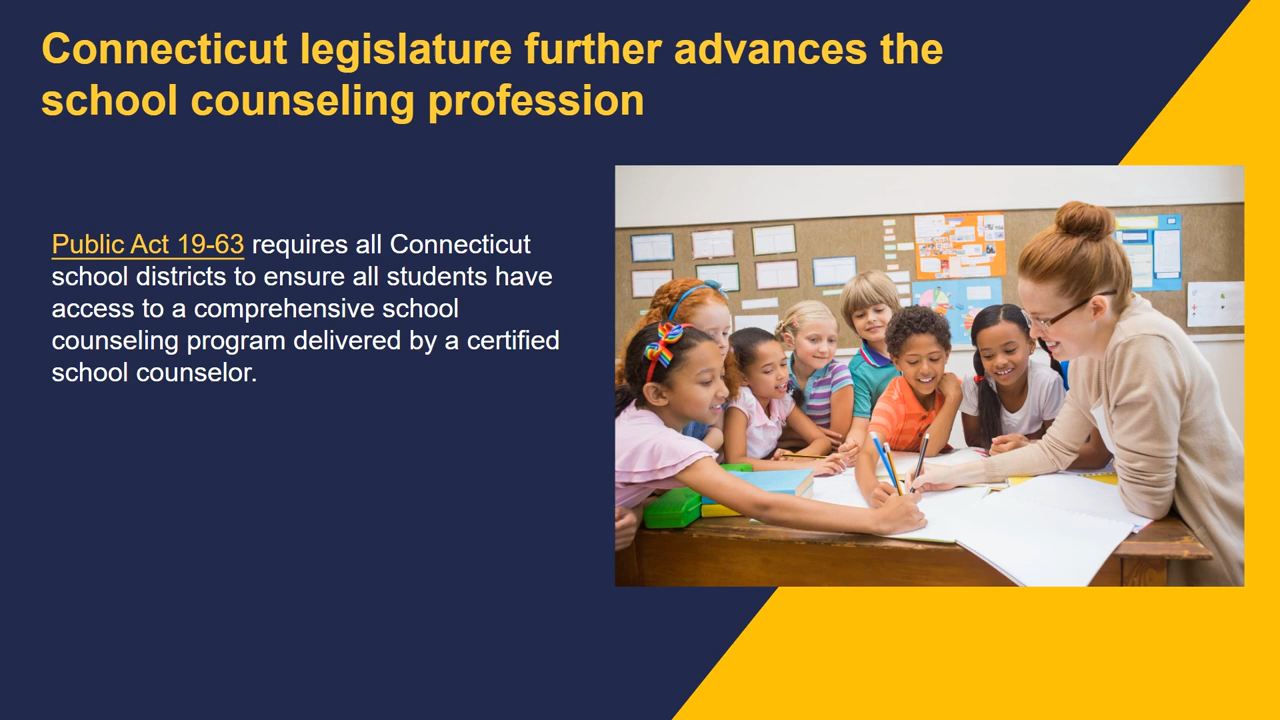 Connecticut legislature further advances the
school counseling profession
Public Act 19-63 requires all Connecticut
school districts to ensure all students have
access to a comprehensive school
counseling program delivered by a certified
school counselor.